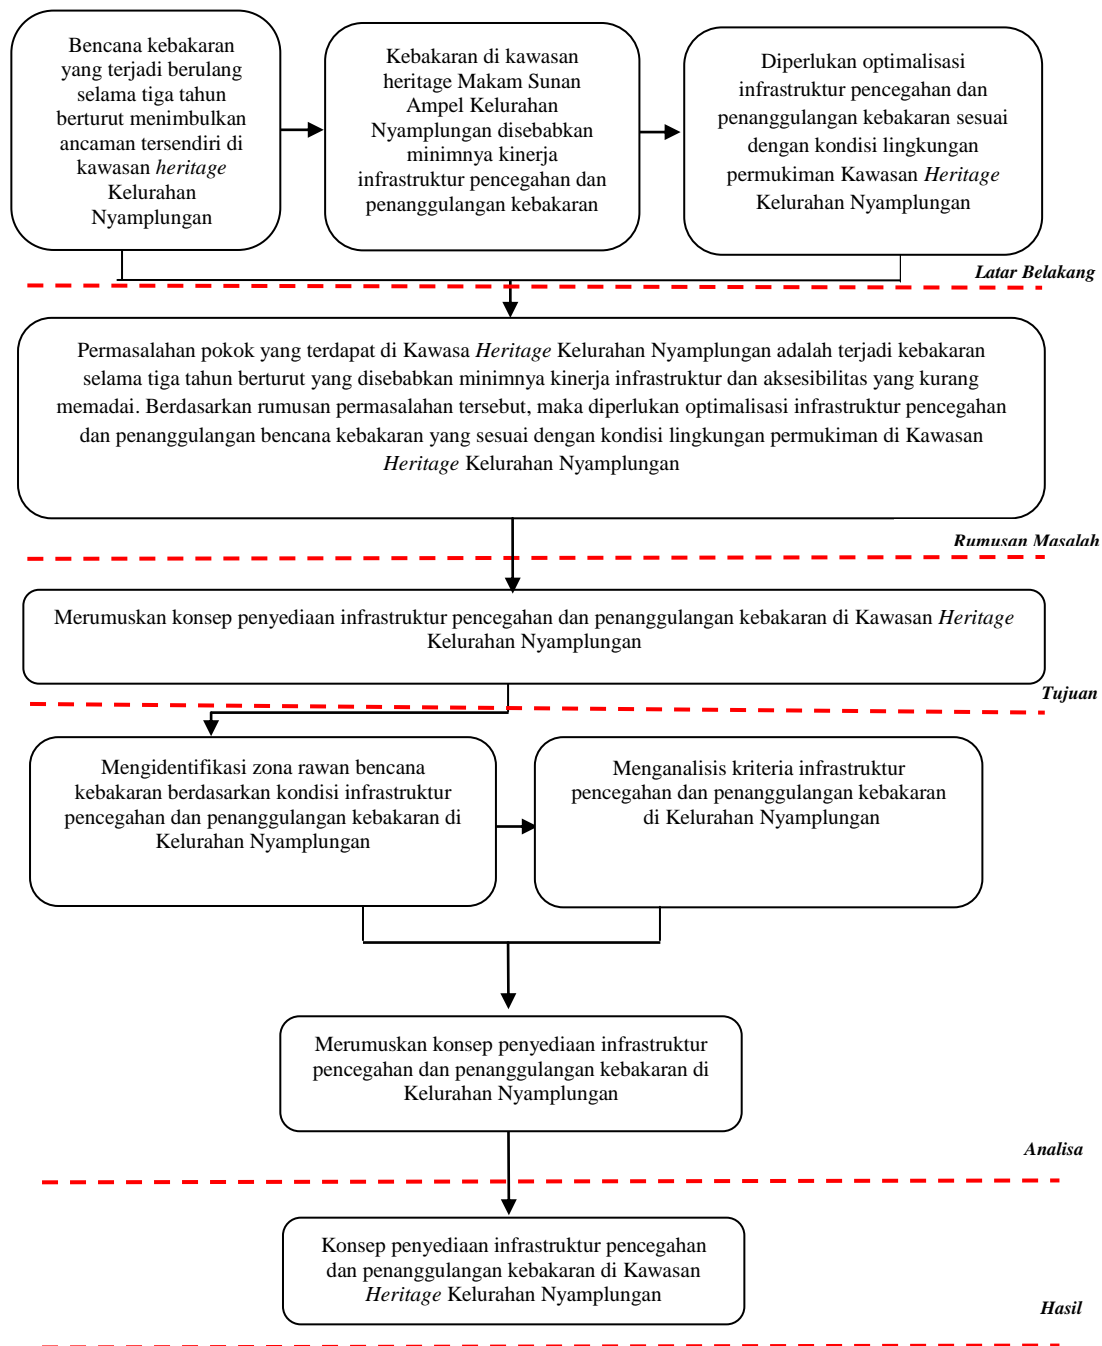 Bencana kebakaran
yang terjadi berulang
selama tiga tahun
berturut menimbulkan
ancaman tersendiri di
kawasan heritage
Kelurahan
Nyamplungan
Kebakaran di kawasan
heritage Makam Sunan
Ampel Kelurahan
Nyamplungan disebabkan
minimnya kinerja
infrastruktur pencegahan dan
penanggulangan kebakaran
Diperlukan optimalisasi
infrastruktur pencegahan dan
penanggulangan kebakaran sesuai
dengan kondisi lingkungan
permukiman Kawasan Heritage
Kelurahan Nyamplungan
Latar Belakang
Permasalahan pokok yang terdapat di Kawasa Heritage Kelurahan Nyamplungan adalah terjadi kebakaran
selama tiga tahun berturut yang disebabkan minimnya kinerja infrastruktur dan aksesibilitas yang kurang
memadai. Berdasarkan rumusan permasalahan tersebut, maka diperlukan optimalisasi infrastruktur pencegahan
dan penanggulangan bencana kebakaran yang sesuai dengan kondisi lingkungan permukiman di Kawasan
Heritage Kelurahan Nyamplungan
Rumusan Masalah
Merumuskan konsep penyediaan infrastruktur pencegahan dan penanggulangan kebakaran di Kawasan Heritage
Kelurahan Nyamplungan
Tujuan
Mengidentifikasi zona rawan bencana
kebakaran berdasarkan kondisi infrastruktur
pencegahan dan penanggulangan kebakaran di
Kelurahan Nyamplungan
Menganalisis kriteria infrastruktur
pencegahan dan penanggulangan kebakaran
di Kelurahan Nyamplungan
Merumuskan konsep penyediaan infrastruktur
pencegahan dan penanggulangan kebakaran di
Kelurahan Nyamplungan
Analisa
Konsep penyediaan infrastruktur pencegahan
dan penanggulangan kebakaran di Kawasan
Heritage Kelurahan Nyamplungan
Hasil